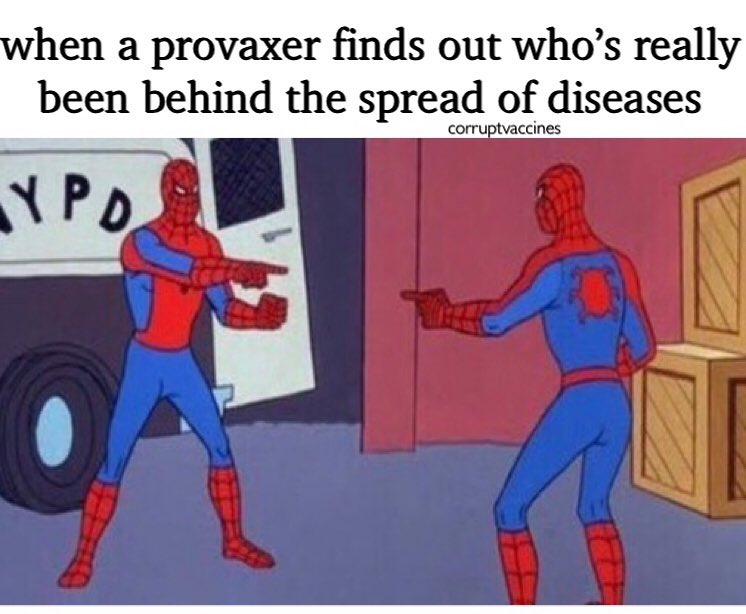 when a provaxer finds out who's really
been behind the spread of diseases
corruptvaccines
YPD